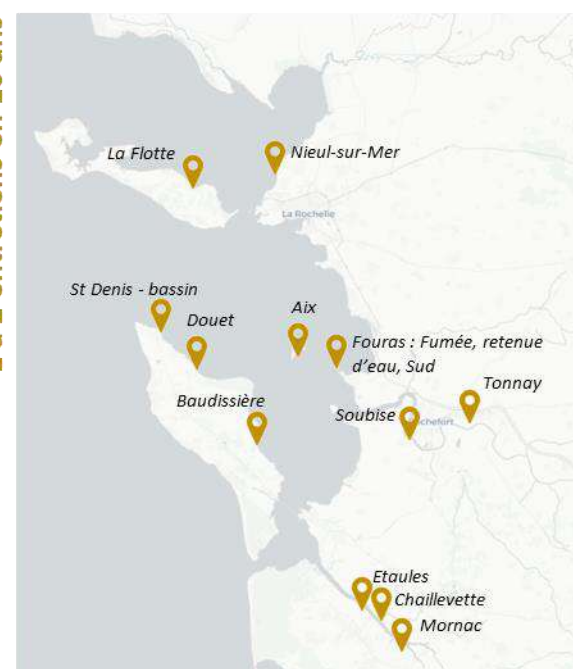 La Flotte
Nieul-sur-Mer
La Rochelle
St Denis - bassin
Douet
Aix
Fouras : Fumée, retenue
d'eau, Sud
Tonnay
Baudissière
Soubise
Etaules
Chaillevette
Mornac